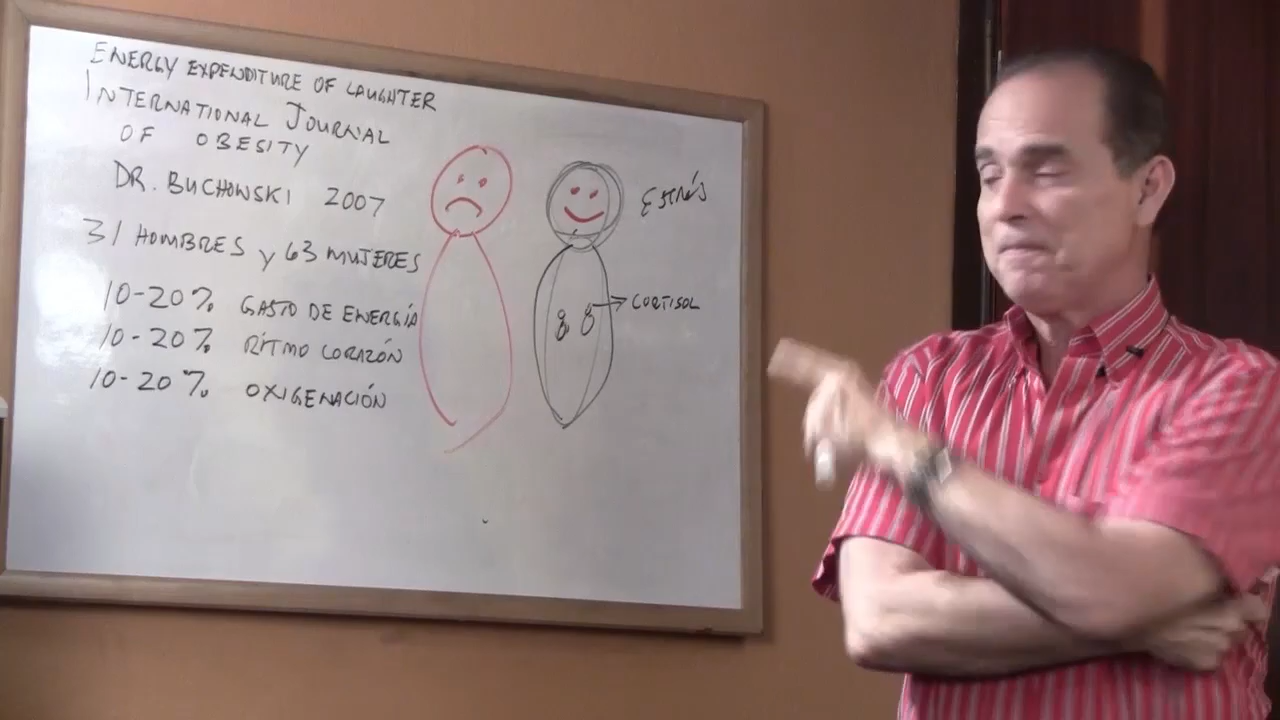 ENERGY EXPENDITURE OF LAUGHTER
INTERNATIONAL JOURNAL
OF OBESITY
DR. BUCHOWSKI 2007
31 HOMBRES y 63 MUJERES
10-20% GASTO DE ENERGÍA
10-20% RÍTMO CORAZÓN
10-20% OXIGENACIÓN
Estrés
CORTISOL